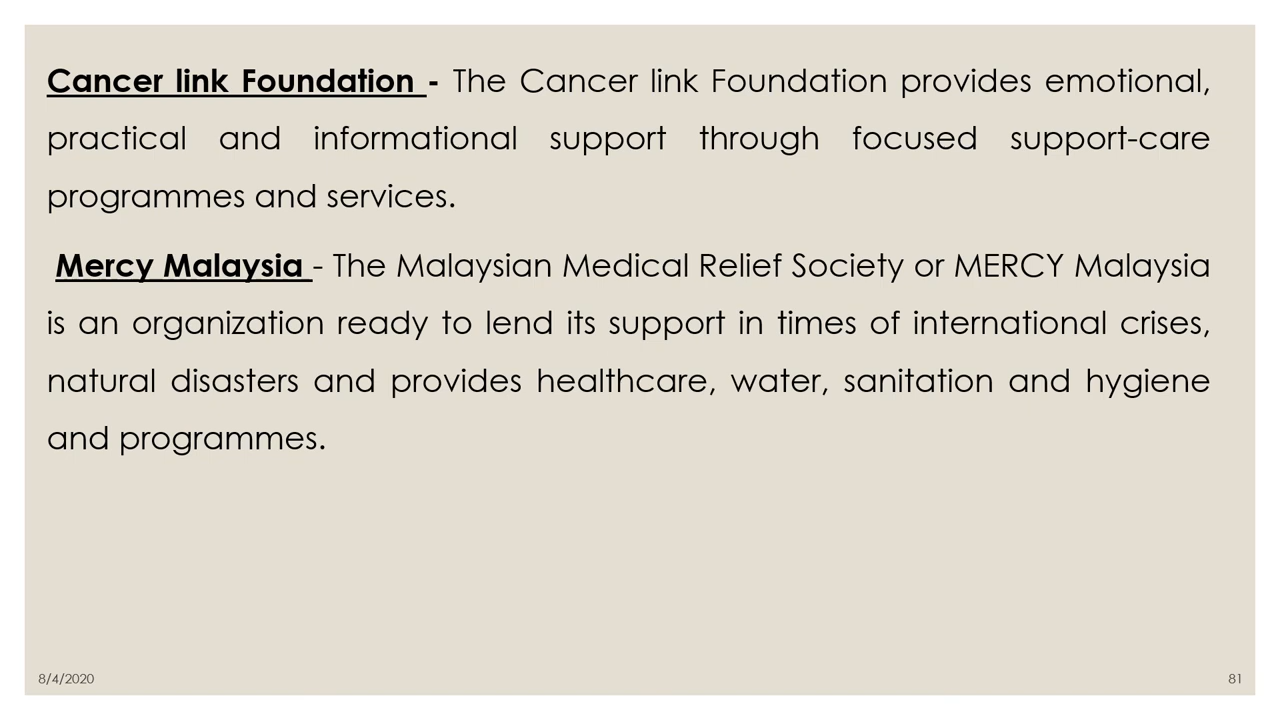 Cancer link Foundation - The Cancer link Foundation provides emotional,
practical and informational support through focused support-care
programmes and services.
Mercy Malaysia - The Malaysian Medical Relief Society or MERCY Malaysia
is an organization ready to lend its support in times of international crises,
natural disasters and provides healthcare, water, sanitation and hygiene
and programmes.
8/4/2020
81